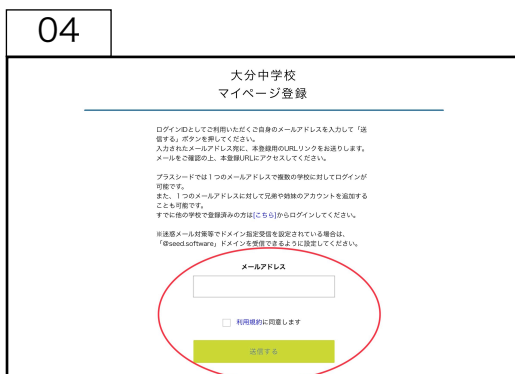 04
大分中学校
マイページ登録
ログインIDとしてご利用いただくご自身のメールアドレスを入力して「送
信する」ボタンを押してください。
入力されたメールアドレス宛に、本登録用のURLリンクをお送りします。
メールをご確認の上、本登録URLにアクセスしてください。
プラスシードでは1つのメールアドレスで複数の学校に対してログインが
可能です。
また、1つのメールアドレスに対して兄弟や姉妹のアカウントを追加する
ことも可能です。
すでに他の学校で登録済みの方は[こちら]からログインしてください。
※迷惑メール対策等でドメイン指定受信を設定されている場合は、
「@seed.software」ドメインを受信できるように設定してください。
メールアドレス
利用規約に同意します
送信する